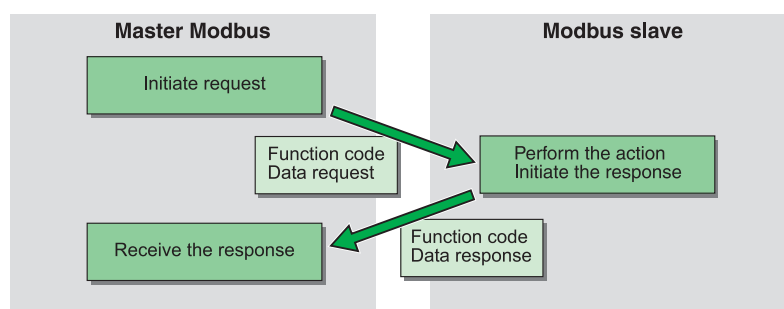 Master Modbus
Modbus slave
Initiate request
Function code
Data request
Perform the action
Initiate the response
Receive the response
Function code
Data response